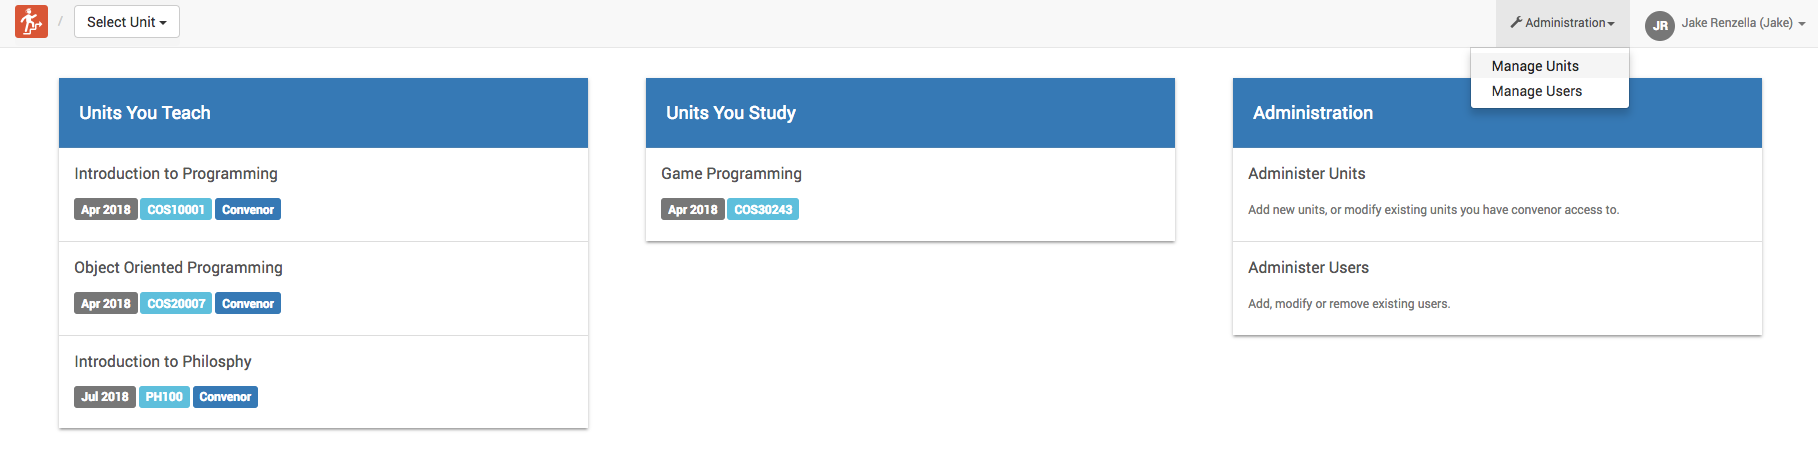 / Select Unit Administration JR Jake Renzella (Jake)
Manage Units
Manage Users
Units You Teach
Introduction to Programming
Apr 2018 COS10001 Convenor
Object Oriented Programming
Apr 2018 COS20007 Convenor
Introduction to Philosphy
Jul 2018 PH100 Convenor
Units You Study
Game Programming
Apr 2018 COS30243
Administration
Administer Units
Add new units, or modify existing units you have convenor access to.
Administer Users
Add, modify or remove existing users.